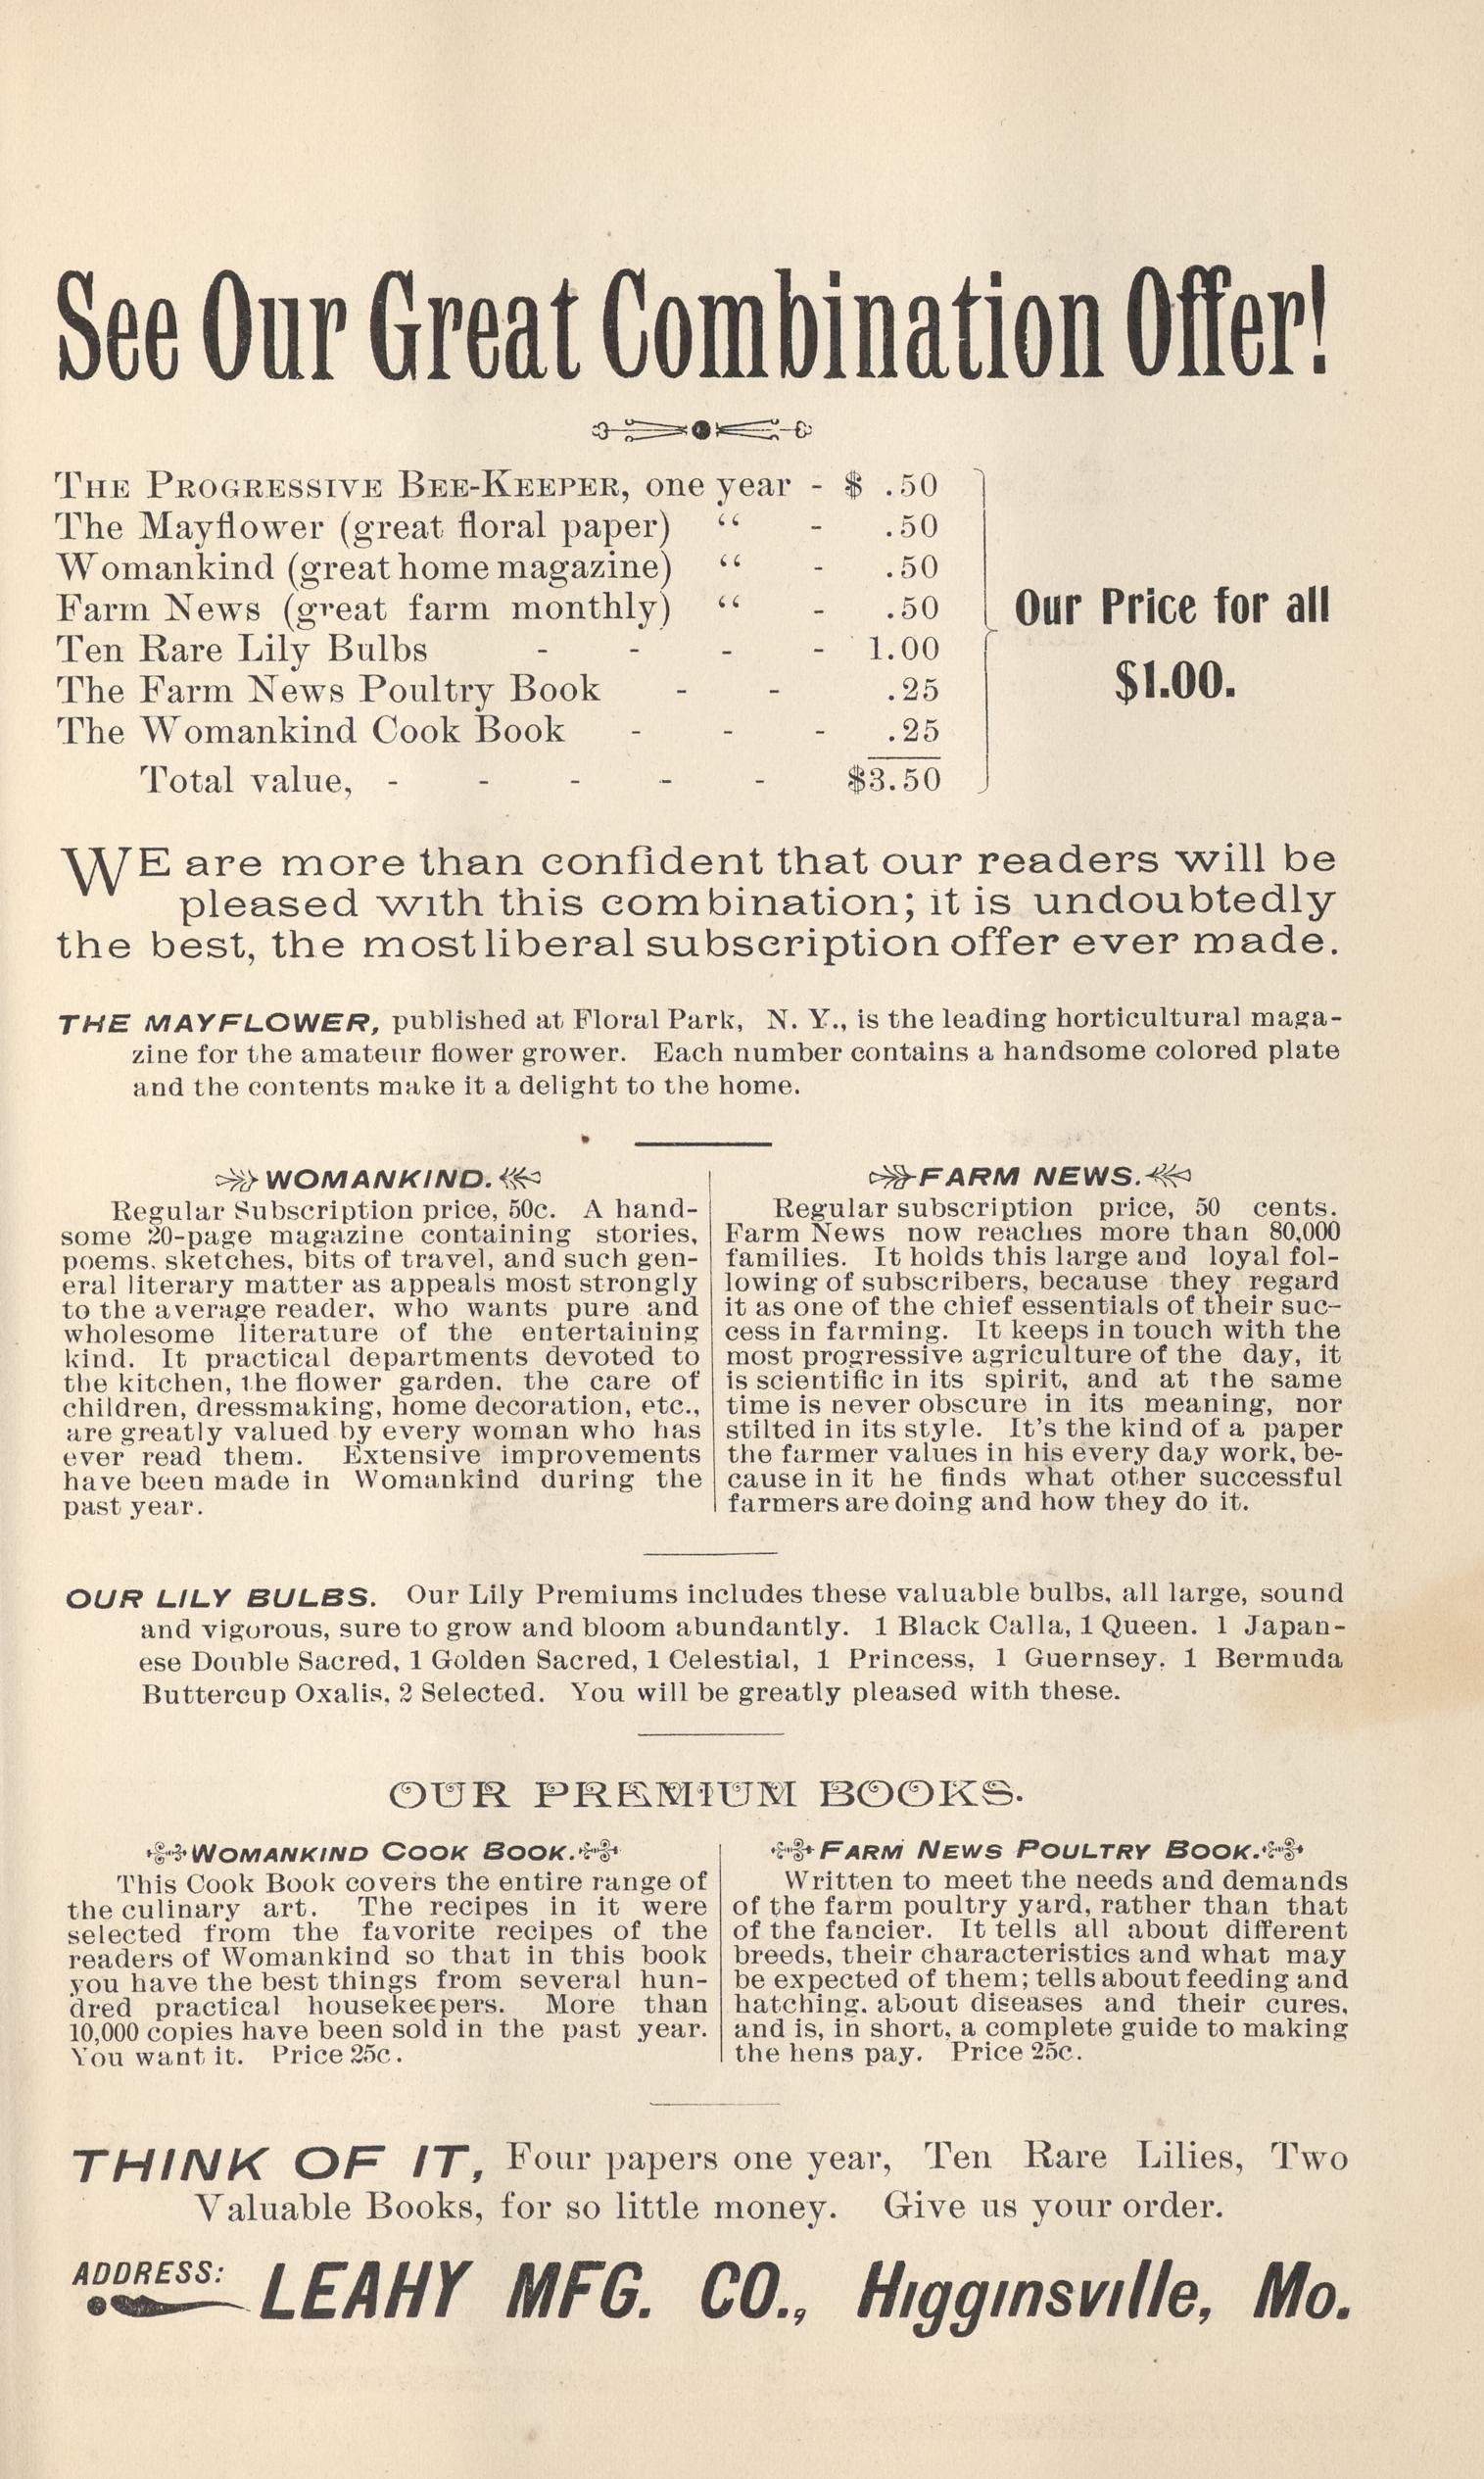 See Our Great Combination Offer!
THE PROGRESSIVE BEE-KEEPER, one year - $ .50
The Mayflower (great floral paper) “ - .50
Womankind (great home magazine) “ - .50
Farm News (great farm monthly) “ - .50
Ten Rare Lily Bulbs - - - - 1.00
The Farm News Poultry Book - - .25
The Womankind Cook Book - - - .25
Total value, - - - - - $3.50
Our Price for all
$1.00.
WE are more than confident that our readers will be
pleased with this combination; it is undoubtedly
the best, the most liberal subscription offer ever made.
THE MAYFLOWER, published at Floral Park, N. Y., is the leading horticultural maga-
zine for the amateur flower grower. Each number contains a handsome colored plate
and the contents make it a delight to the home.
WOMANKIND.
Regular Subscription price, 50c. A hand-
some 20-page magazine containing stories,
poems. sketches, bits of travel, and such gen-
eral literary matter as appeals most strongly
to the average reader, who wants pure and
wholesome literature of the entertaining
kind. It practical departments devoted to
the kitchen, the flower garden, the care of
children, dressmaking, home decoration, etc.,
are greatly valued by every woman who has
ever read them. Extensive improvements
have been made in Womankind during the
past year.
FARM NEWS.
Regular subscription price, 50 cents.
Farm News now reaches more than 80,000
families. It holds this large and loyal fol-
lowing of subscribers, because they regard
it as one of the chief essentials of their suc-
cess in farming. It keeps in touch with the
most progressive agriculture of the day, it
is scientific in its spirit, and at the same
time is never obscure in its meaning, nor
stilted in its style. It's the kind of a paper
the farmer values in his every day work, be-
cause in it he finds what other successful
farmers are doing and how they do it.
OUR LILY BULBS. Our Lily Premiums includes these valuable bulbs, all large, sound
and vigorous, sure to grow and bloom abundantly. 1 Black Calla, 1 Queen. 1 Japan-
ese Double Sacred, 1 Golden Sacred, 1 Celestial, 1 Princess, 1 Guernsey. 1 Bermuda
Buttercup Oxalis, 2 Selected. You will be greatly pleased with these.
OUR PREMIUM BOOKS.
WOMANKIND COOK BOOK.
This Cook Book covers the entire range of
the culinary art. The recipes in it were
selected from the favorite recipes of the
readers of Womankind so that in this book
you have the best things from several hun-
dred practical housekeepers. More than
10,000 copies have been sold in the past year.
You want it. Price 25c.
FARM NEWS POULTRY BOOK.
Written to meet the needs and demands
of the farm poultry yard, rather than that
of the fancier. It tells all about different
breeds, their characteristics and what may
be expected of them; tells about feeding and
hatching. about diseases and their cures,
and is, in short, a complete guide to making
the hens pay. Price 25c.
THINK OF IT, Four papers one year, Ten Rare Lilies, Two
Valuable Books, for so little money. Give us your order.
ADDRESS: LEAHY MFG. CO., Higginsville, Mo.